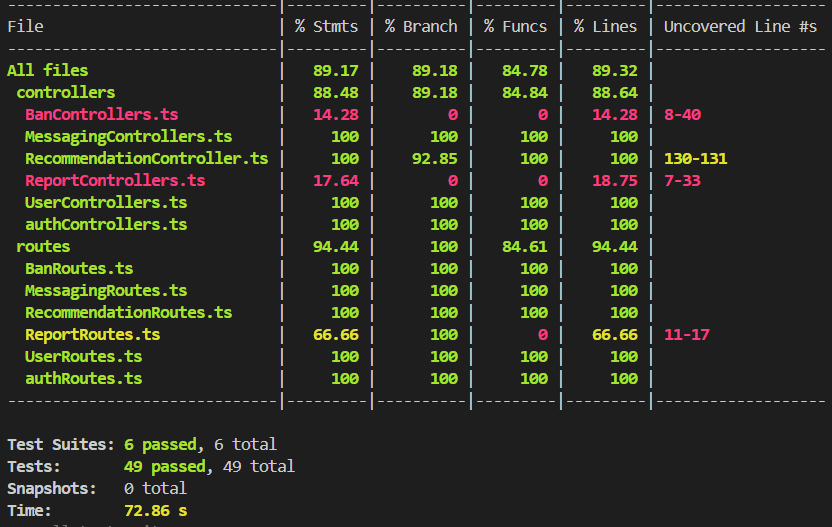 -----------------------------|---------|----------|---------|---------|-------------------
File                         | % Stmts | % Branch | % Funcs | % Lines | Uncovered Line #s
-----------------------------|---------|----------|---------|---------|-------------------
All files                    |   89.17 |    89.18 |   84.78 |   89.32 |
 controllers                 |   88.48 |    89.18 |   84.84 |   88.64 |
  BanControllers.ts          |   14.28 |        0 |       0 |   14.28 | 8-40
  MessagingControllers.ts    |     100 |      100 |     100 |     100 |
  RecommendationController.ts |     100 |    92.85 |     100 |     100 | 130-131
  ReportControllers.ts       |   17.64 |        0 |       0 |   18.75 | 7-33
  UserControllers.ts         |     100 |      100 |     100 |     100 |
  authControllers.ts         |     100 |      100 |     100 |     100 |
 routes                      |   94.44 |      100 |   84.61 |   94.44 |
  BanRoutes.ts               |     100 |      100 |     100 |     100 |
  MessagingRoutes.ts         |     100 |      100 |     100 |     100 |
  RecommendationRoutes.ts    |     100 |      100 |     100 |     100 |
  ReportRoutes.ts            |   66.66 |      100 |       0 |   66.66 | 11-17
  UserRoutes.ts              |     100 |      100 |     100 |     100 |
  authRoutes.ts              |     100 |      100 |     100 |     100 |
-----------------------------|---------|----------|---------|---------|-------------------
Test Suites: 6 passed, 6 total
Tests:       49 passed, 49 total
Snapshots:   0 total
Time:        72.86 s